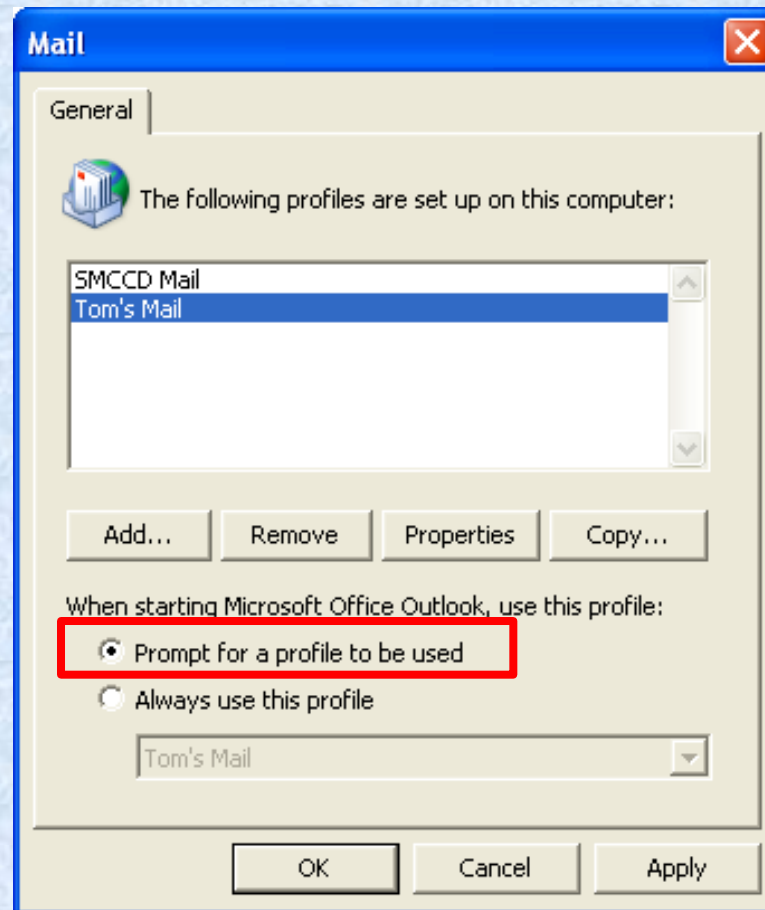 Mail
General
The following profiles are set up on this computer:
SMCCD Mail
Tom's Mail
Add... Remove Properties Copy...
When starting Microsoft Office Outlook, use this profile:
Prompt for a profile to be used
Always use this profile
Tom's Mail
OK Cancel Apply